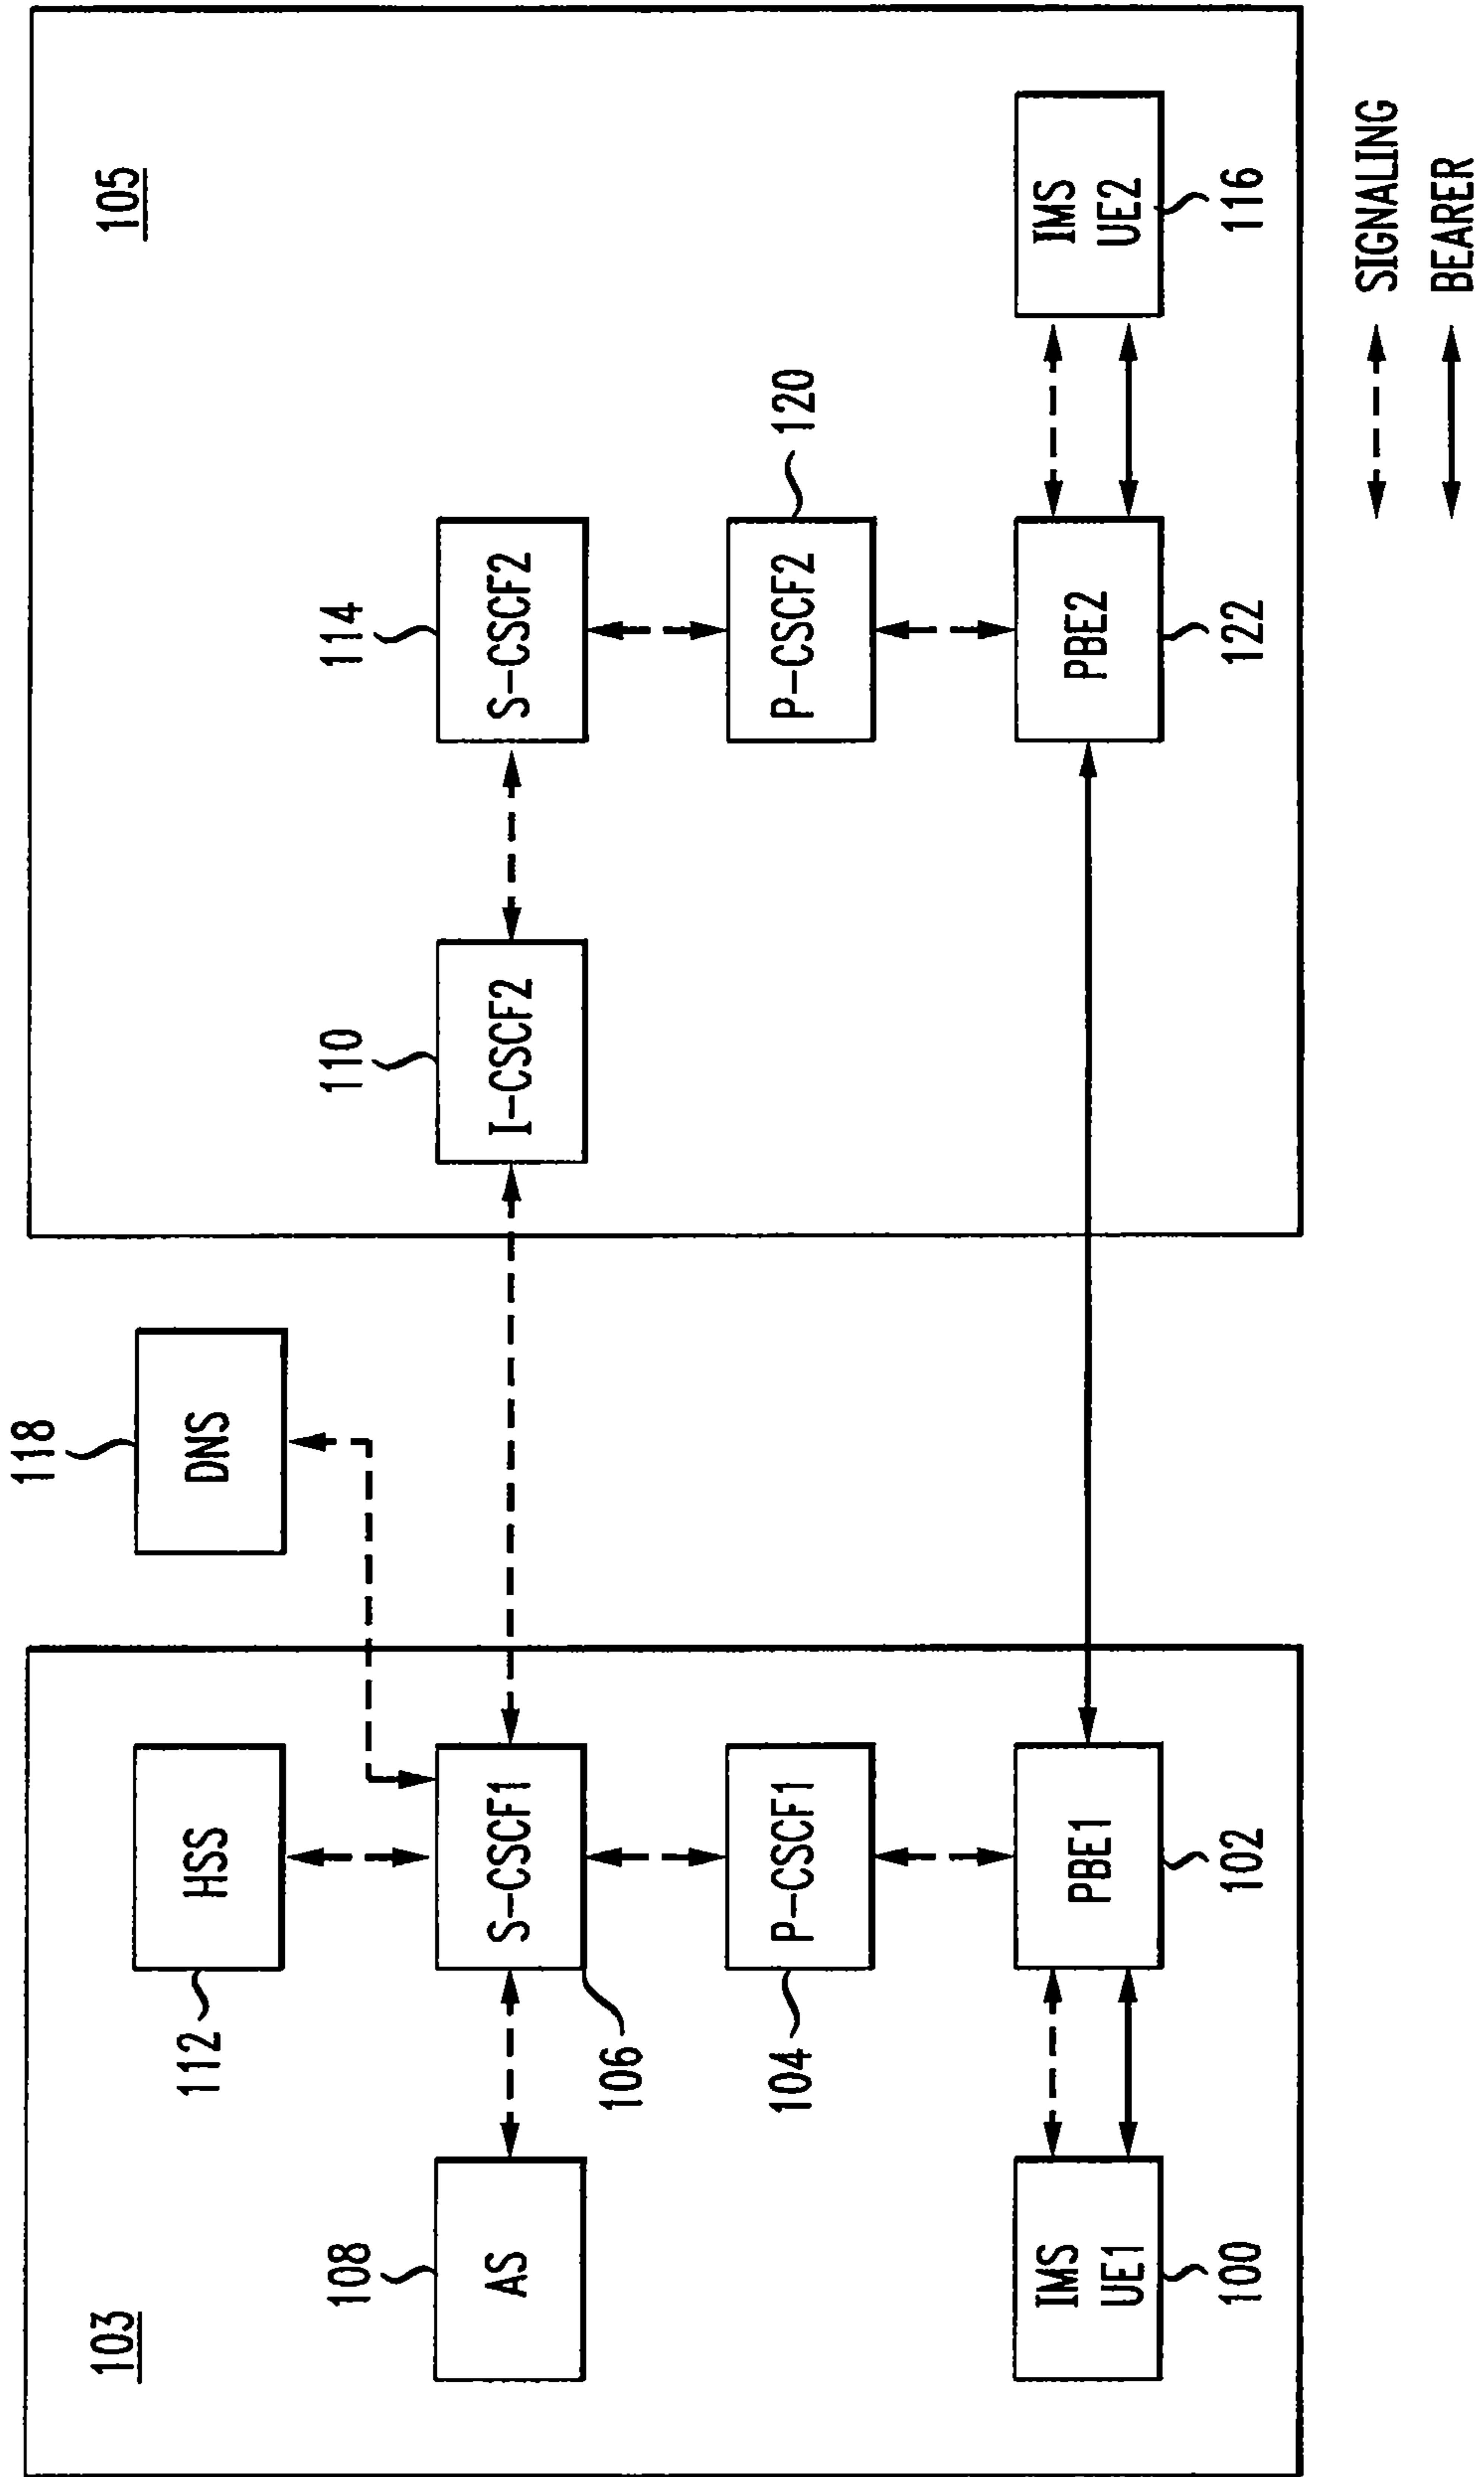 103
112
HSS
118
DNS
105
108
AS
S-CSCF1
106
110
I-CSCF2
114
S-CSCF2
P-CSCF1
104
P-CSCF2
120
IMS
UE1
100
PBE1
102
PBE2
122
IMS
UE2
116
SIGNALING
BEARER